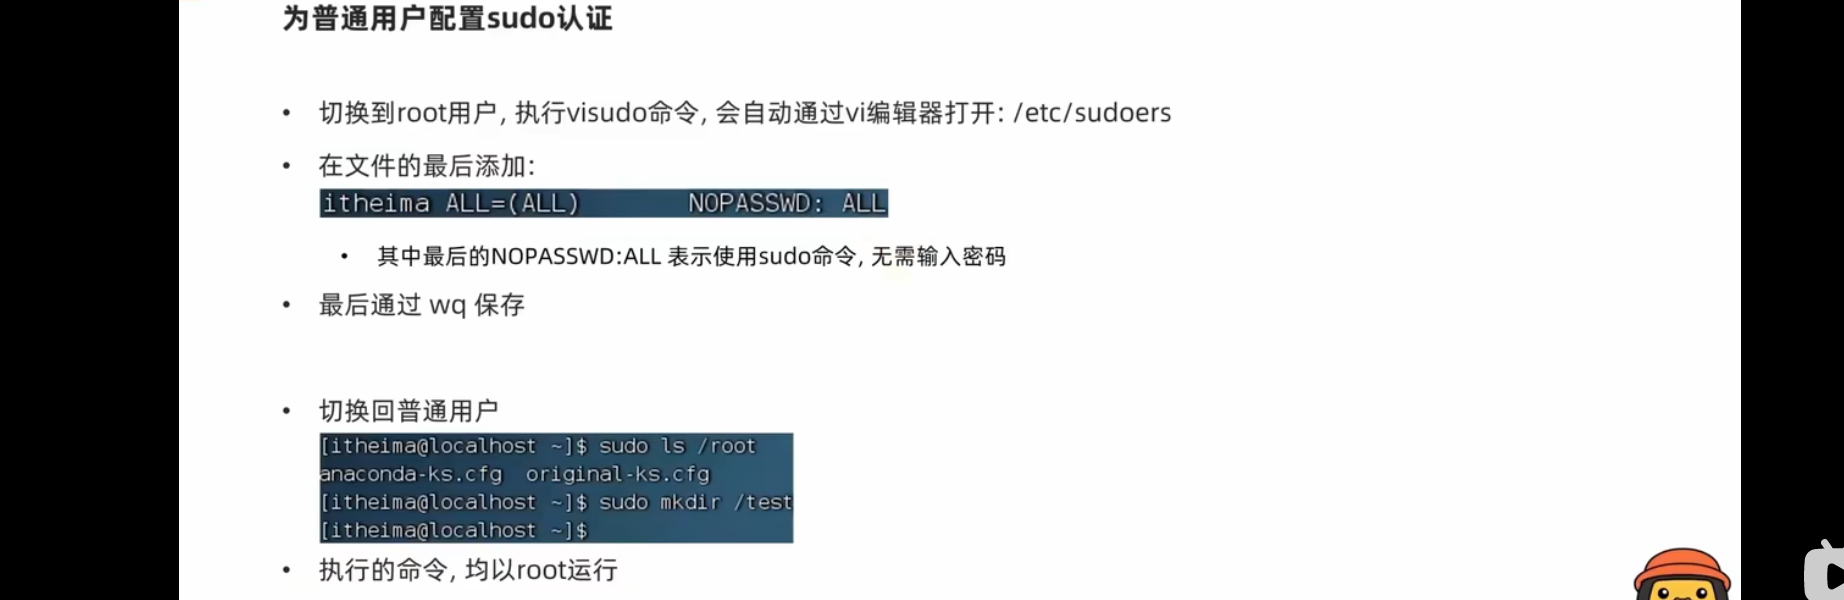 为普通用户配置sudo认证
• 切换到root用户, 执行visudo命令, 会自动通过vi编辑器打开: /etc/sudoers
• 在文件的最后添加:
itheima ALL=(ALL)       NOPASSWD: ALL
• 其中最后的NOPASSWD:ALL 表示使用sudo命令, 无需输入密码
• 最后通过 wq 保存
• 切换回普通用户
[itheima@localhost ~]$ sudo ls /root
anaconda-ks.cfg  original-ks.cfg
[itheima@localhost ~]$ sudo mkdir /test
[itheima@localhost ~]$
• 执行的命令, 均以root运行